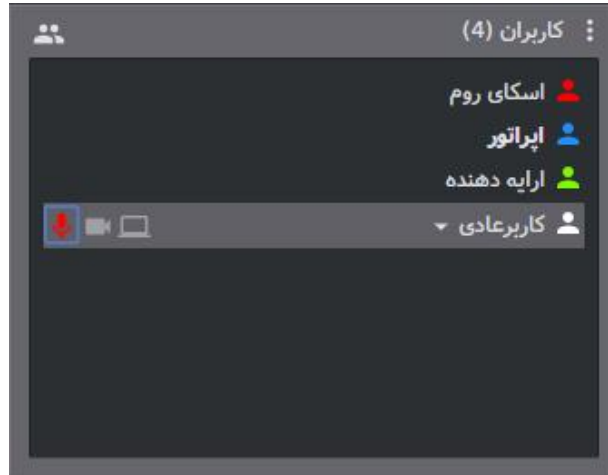 کاربران (4)
اسکای روم
اپراتور
ارایه دهنده
کاربرعادی